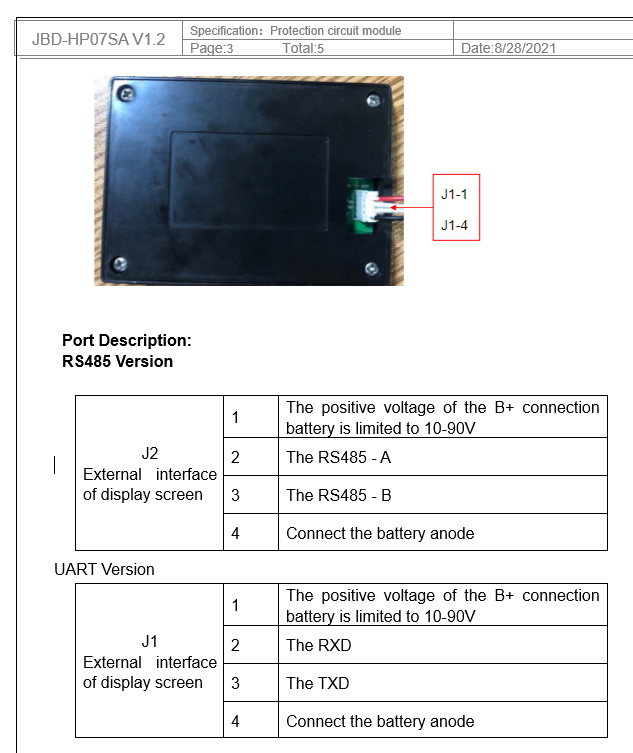 JBD-HP07SA V1.2
Specification: Protection circuit module
Page:3 Total:5 Date:8/28/2021
J1-1
J1-4
Port Description:
RS485 Version
J2
External interface
of display screen
1
The positive voltage of the B+ connection
battery is limited to 10-90V
2
The RS485 - A
3
The RS485 - B
4
Connect the battery anode
UART Version
J1
External interface
of display screen
1
The positive voltage of the B+ connection
battery is limited to 10-90V
2
The RXD
3
The TXD
4
Connect the battery anode